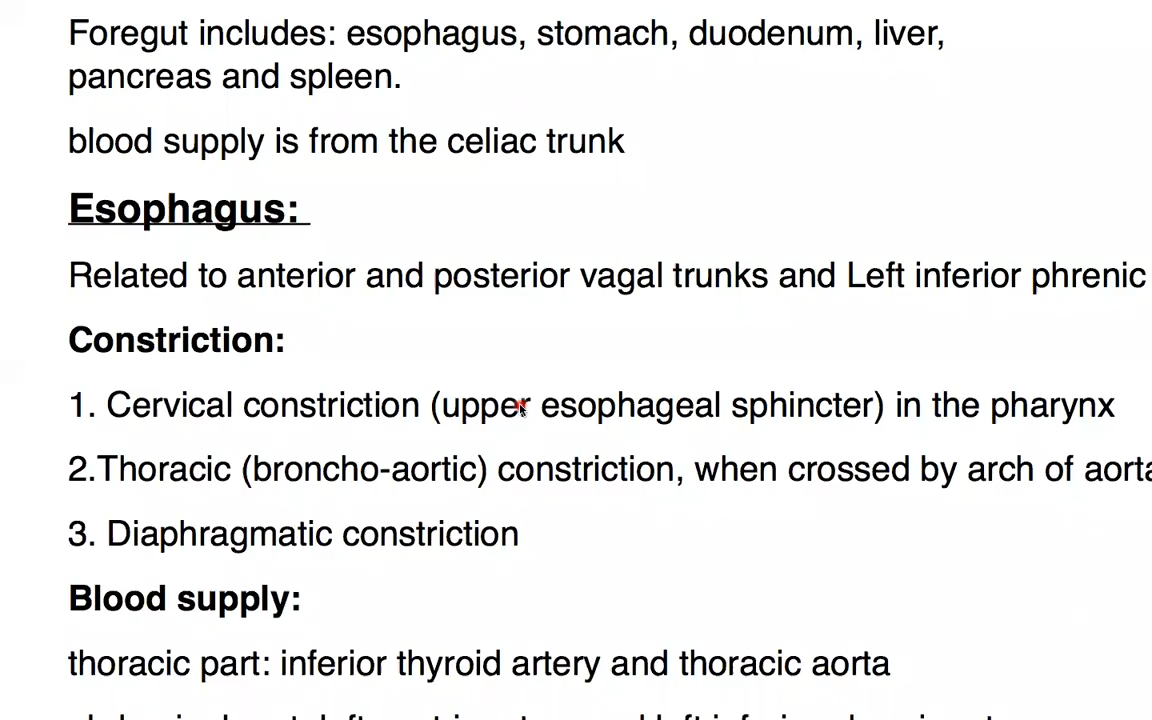 Foregut includes: esophagus, stomach, duodenum, liver,
pancreas and spleen.
blood supply is from the celiac trunk
Esophagus:
Related to anterior and posterior vagal trunks and Left inferior phrenic
Constriction:
1. Cervical constriction (upper esophageal sphincter) in the pharynx
2.Thoracic (broncho-aortic) constriction, when crossed by arch of aorta
3. Diaphragmatic constriction
Blood supply:
thoracic part: inferior thyroid artery and thoracic aorta